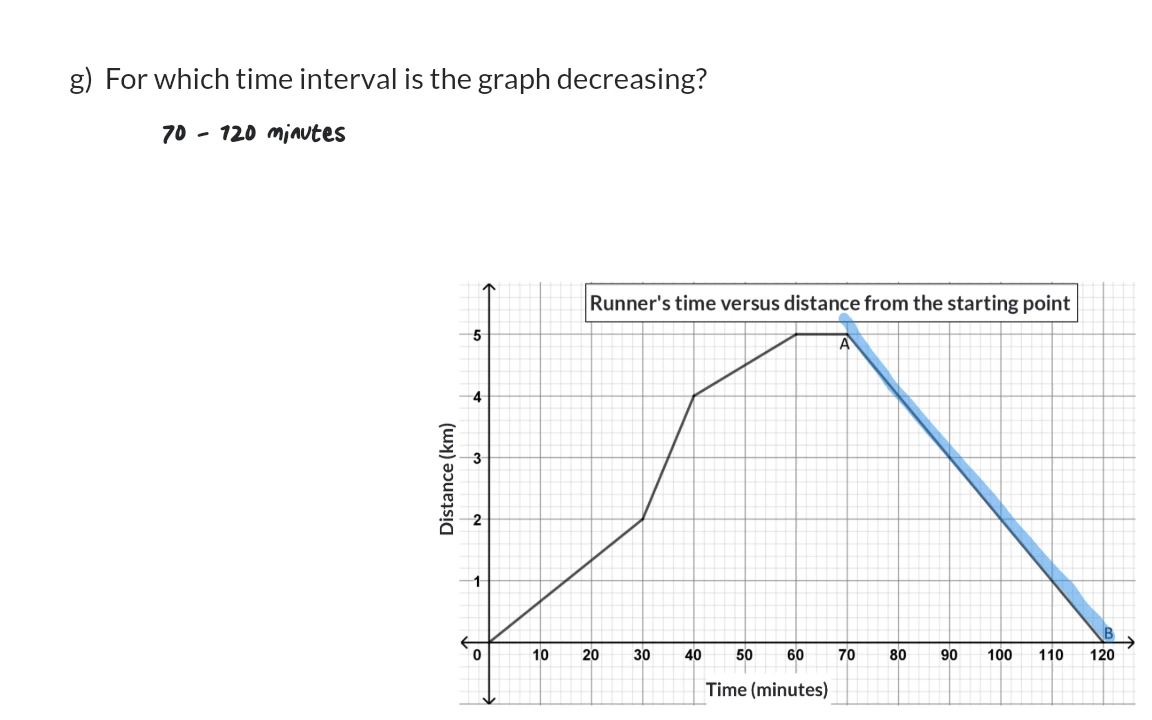 g) For which time interval is the graph decreasing?
70 - 120 minutes
Runner's time versus distance from the starting point
5
A
4
3
Distance (km)
2
1
B
0 10 20 30 40 50 60 70 80 90 100 110 120
Time (minutes)